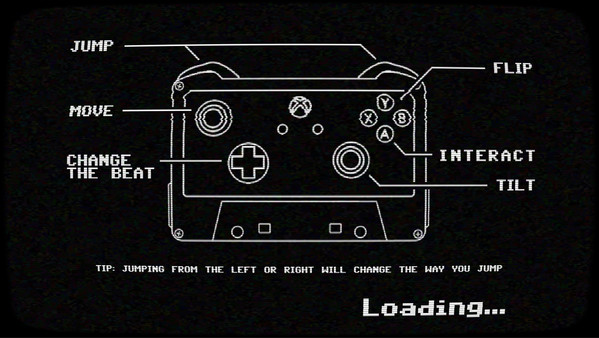 JUMP
FLIP
MOVE
Y
X B
A
CHANGE
THE BEAT
INTERACT
TILT
TIP: JUMPING FROM THE LEFT OR RIGHT WILL CHANGE THE WAY YOU JUMP
Loading...